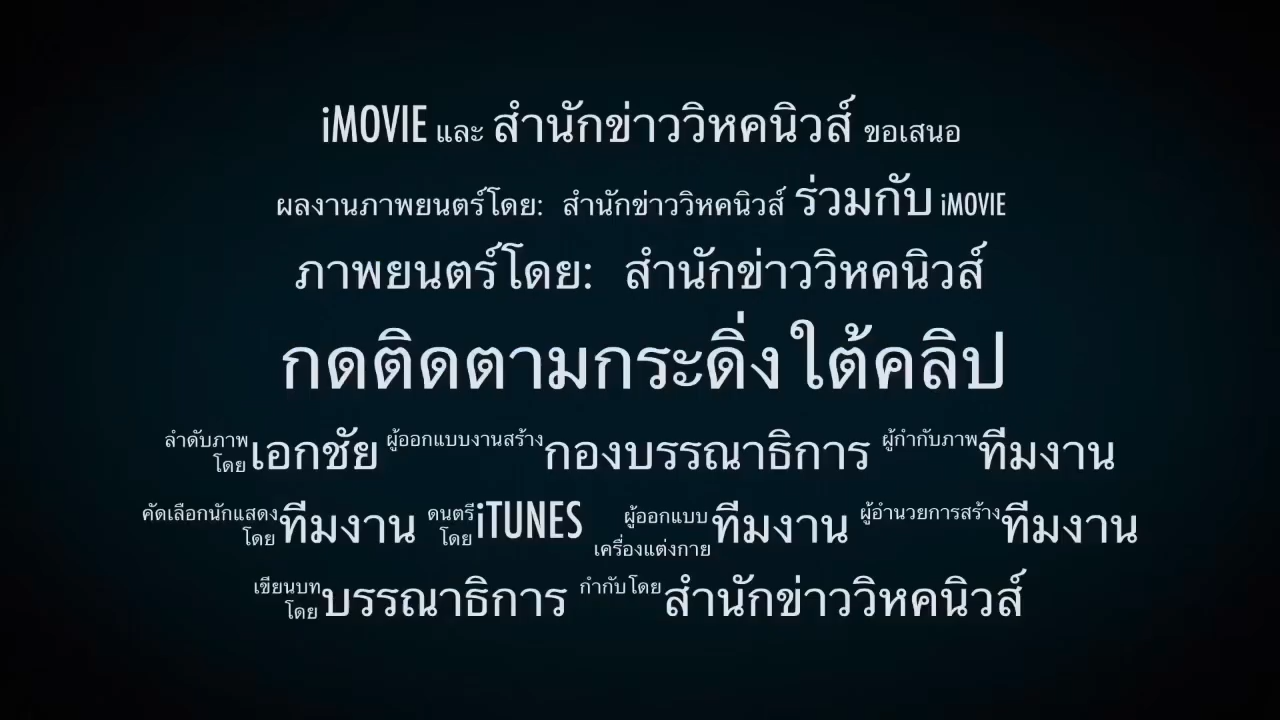 iMOVIE และ สำนักข่าววิหคนิวส์ ขอเสนอ
ผลงานภาพยนตร์โดย: สำนักข่าววิหคนิวส์ ร่วมกับ iMOVIE
ภาพยนตร์โดย: สำนักข่าววิหคนิวส์
กดติดตามกระดิ่ง ใต้คลิป
ลำดับภาพโดย เอกชัย ผู้ออกแบบงานสร้าง กองบรรณาธิการ ผู้กำกับภาพ ทีมงาน
คัดเลือกนักแสดงโดย ทีมงาน ดนตรีโดย iTUNES ผู้ออกแบบเครื่องแต่งกาย ทีมงาน ผู้อำนวยการสร้าง ทีมงาน
เขียนบทโดย บรรณาธิการ กำกับโดย สำนักข่าววิหคนิวส์